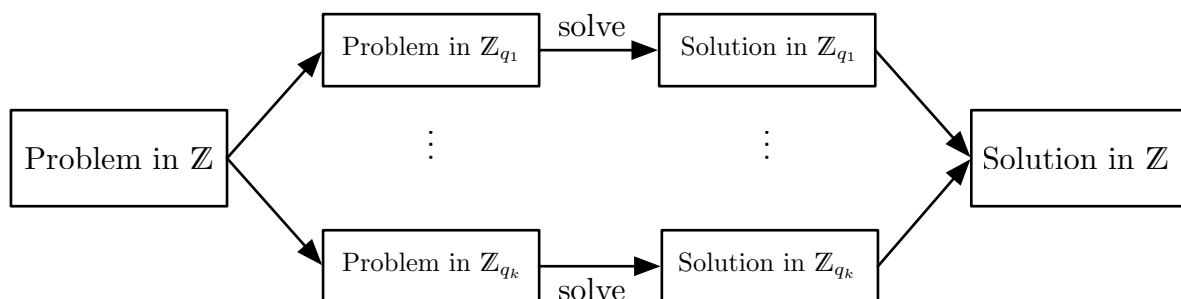 solve
Problem in ℤ_{q_1}
Solution in ℤ_{q_1}
⋮ ⋮
Problem in ℤ
Solution in ℤ
Problem in ℤ_{q_k}
Solution in ℤ_{q_k}
solve